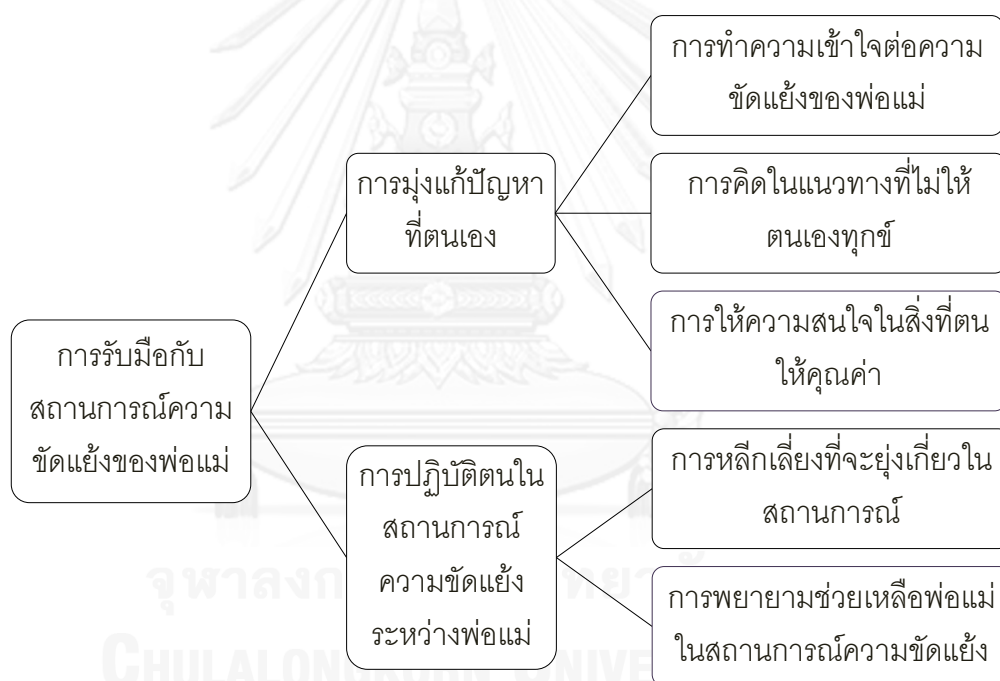 การรับมือกับ
สถานการณ์ความ
ขัดแย้งของพ่อแม่
การมุ่งแก้ปัญหา
ที่ตนเอง
การทำความเข้าใจต่อความ
ขัดแย้งของพ่อแม่
การคิดในแนวทางที่ไม่ให้
ตนเองทุกข์
การให้ความสนใจในสิ่งที่ตน
ให้คุณค่า
การปฏิบัติตนใน
สถานการณ์
ความขัดแย้ง
ระหว่างพ่อแม่
การหลีกเลี่ยงที่จะยุ่งเกี่ยวใน
สถานการณ์
การพยายามช่วยเหลือพ่อแม่
ในสถานการณ์ความขัดแย้ง